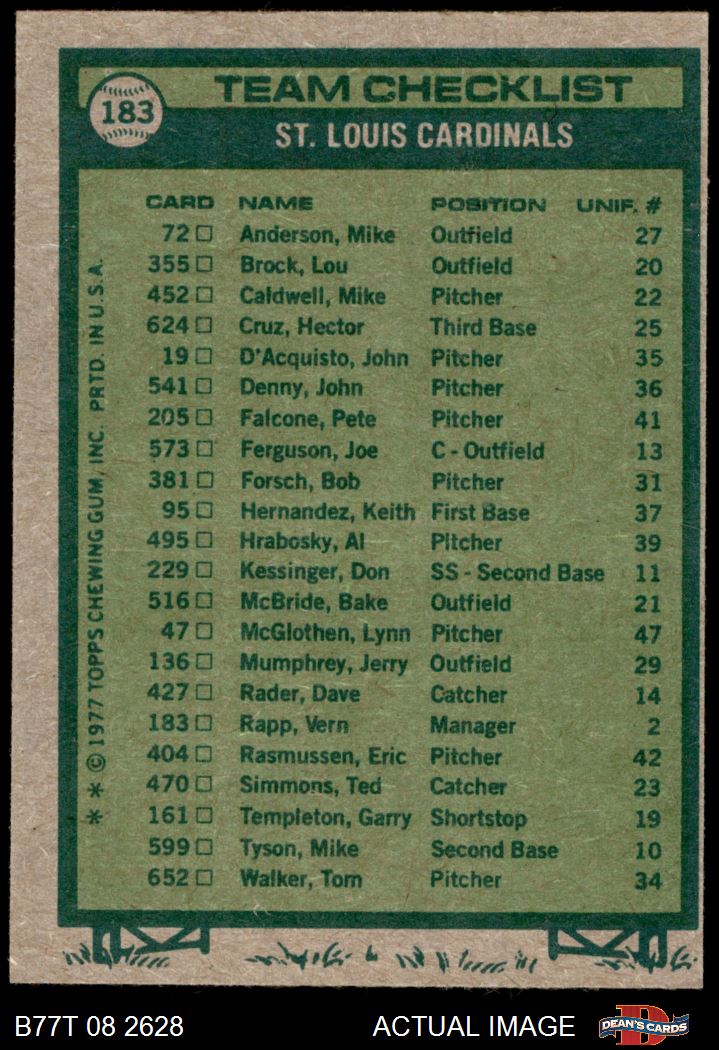 183
TEAM CHECKLIST
ST. LOUIS CARDINALS
CARD NAME POSITION UNIF. #
72 □ Anderson, Mike Outfield 27
355 □ Brock, Lou Outfield 20
452 □ Caldwell, Mike Pitcher 22
624 □ Cruz, Hector Third Base 25
19 □ D'Acquisto, John Pitcher 35
541 □ Denny, John Pitcher 36
205 □ Falcone, Pete Pitcher 41
573 □ Ferguson, Joe C - Outfield 13
381 □ Forsch, Bob Pitcher 31
95 □ Hernandez, Keith First Base 37
495 □ Hrabosky, Al Pitcher 39
229 □ Kessinger, Don SS - Second Base 11
516 □ McBride, Bake Outfield 21
47 □ McGlothen, Lynn Pitcher 47
136 □ Mumphrey, Jerry Outfield 29
427 □ Rader, Dave Catcher 14
183 □ Rapp, Vern Manager 2
404 □ Rasmussen, Eric Pitcher 42
470 □ Simmons, Ted Catcher 23
161 □ Templeton, Garry Shortstop 19
599 □ Tyson, Mike Second Base 10
652 □ Walker, Tom Pitcher 34
* * © 1977 TOPPS CHEWING GUM, INC. PRTD. IN U.S.A.
B77T 08 2628 ACTUAL IMAGE D DEAN'S CARDS